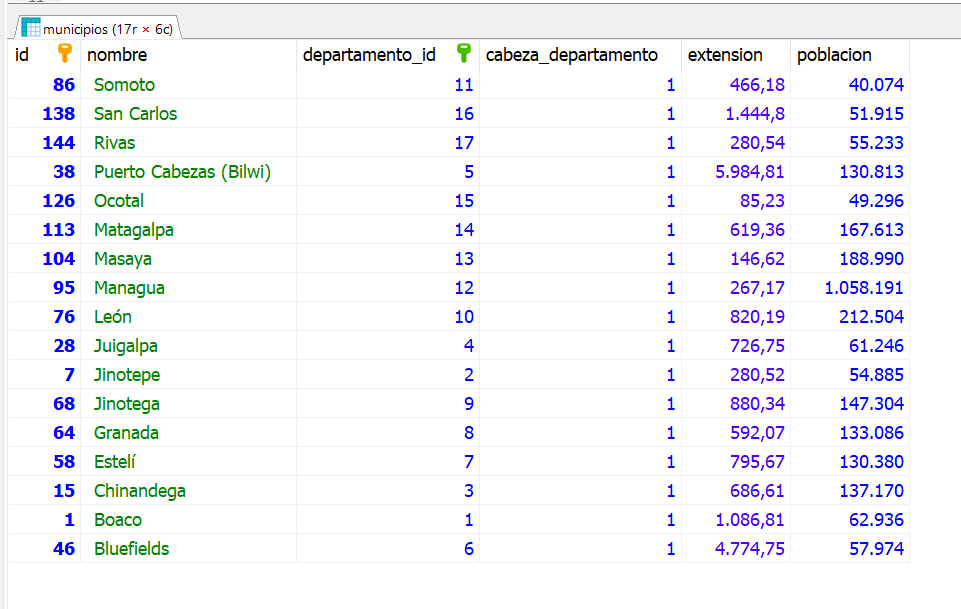 municipios (17r × 6c)
id nombre departamento_id cabeza_departamento extension poblacion
86 Somoto 11 1 466,18 40.074
138 San Carlos 16 1 1.444,8 51.915
144 Rivas 17 1 280,54 55.233
38 Puerto Cabezas (Bilwi) 5 1 5.984,81 130.813
126 Ocotal 15 1 85,23 49.296
113 Matagalpa 14 1 619,36 167.613
104 Masaya 13 1 146,62 188.990
95 Managua 12 1 267,17 1.058.191
76 León 10 1 820,19 212.504
28 Juigalpa 4 1 726,75 61.246
7 Jinotepe 2 1 280,52 54.885
68 Jinotega 9 1 880,34 147.304
64 Granada 8 1 592,07 133.086
58 Estelí 7 1 795,67 130.380
15 Chinandega 3 1 686,61 137.170
1 Boaco 1 1 1.086,81 62.936
46 Bluefields 6 1 4.774,75 57.974